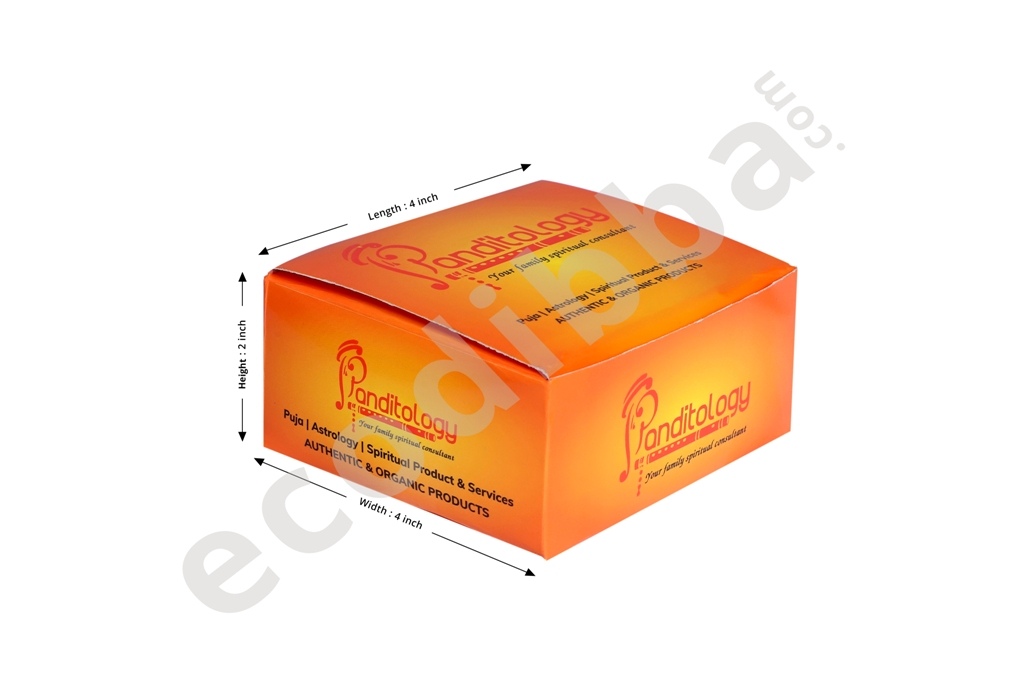 Length : 4 inch
Panditology
Your family spiritual consultant
Puja | Astrology | Spiritual Product & Services
AUTHENTIC & ORGANIC PRODUCTS
Height : 2 inch
Panditology
Your family spiritual consultant
Puja | Astrology | Spiritual Product & Services
AUTHENTIC & ORGANIC PRODUCTS
Panditology
Your family spiritual consultant
Width : 4 inch
ecodibba.com